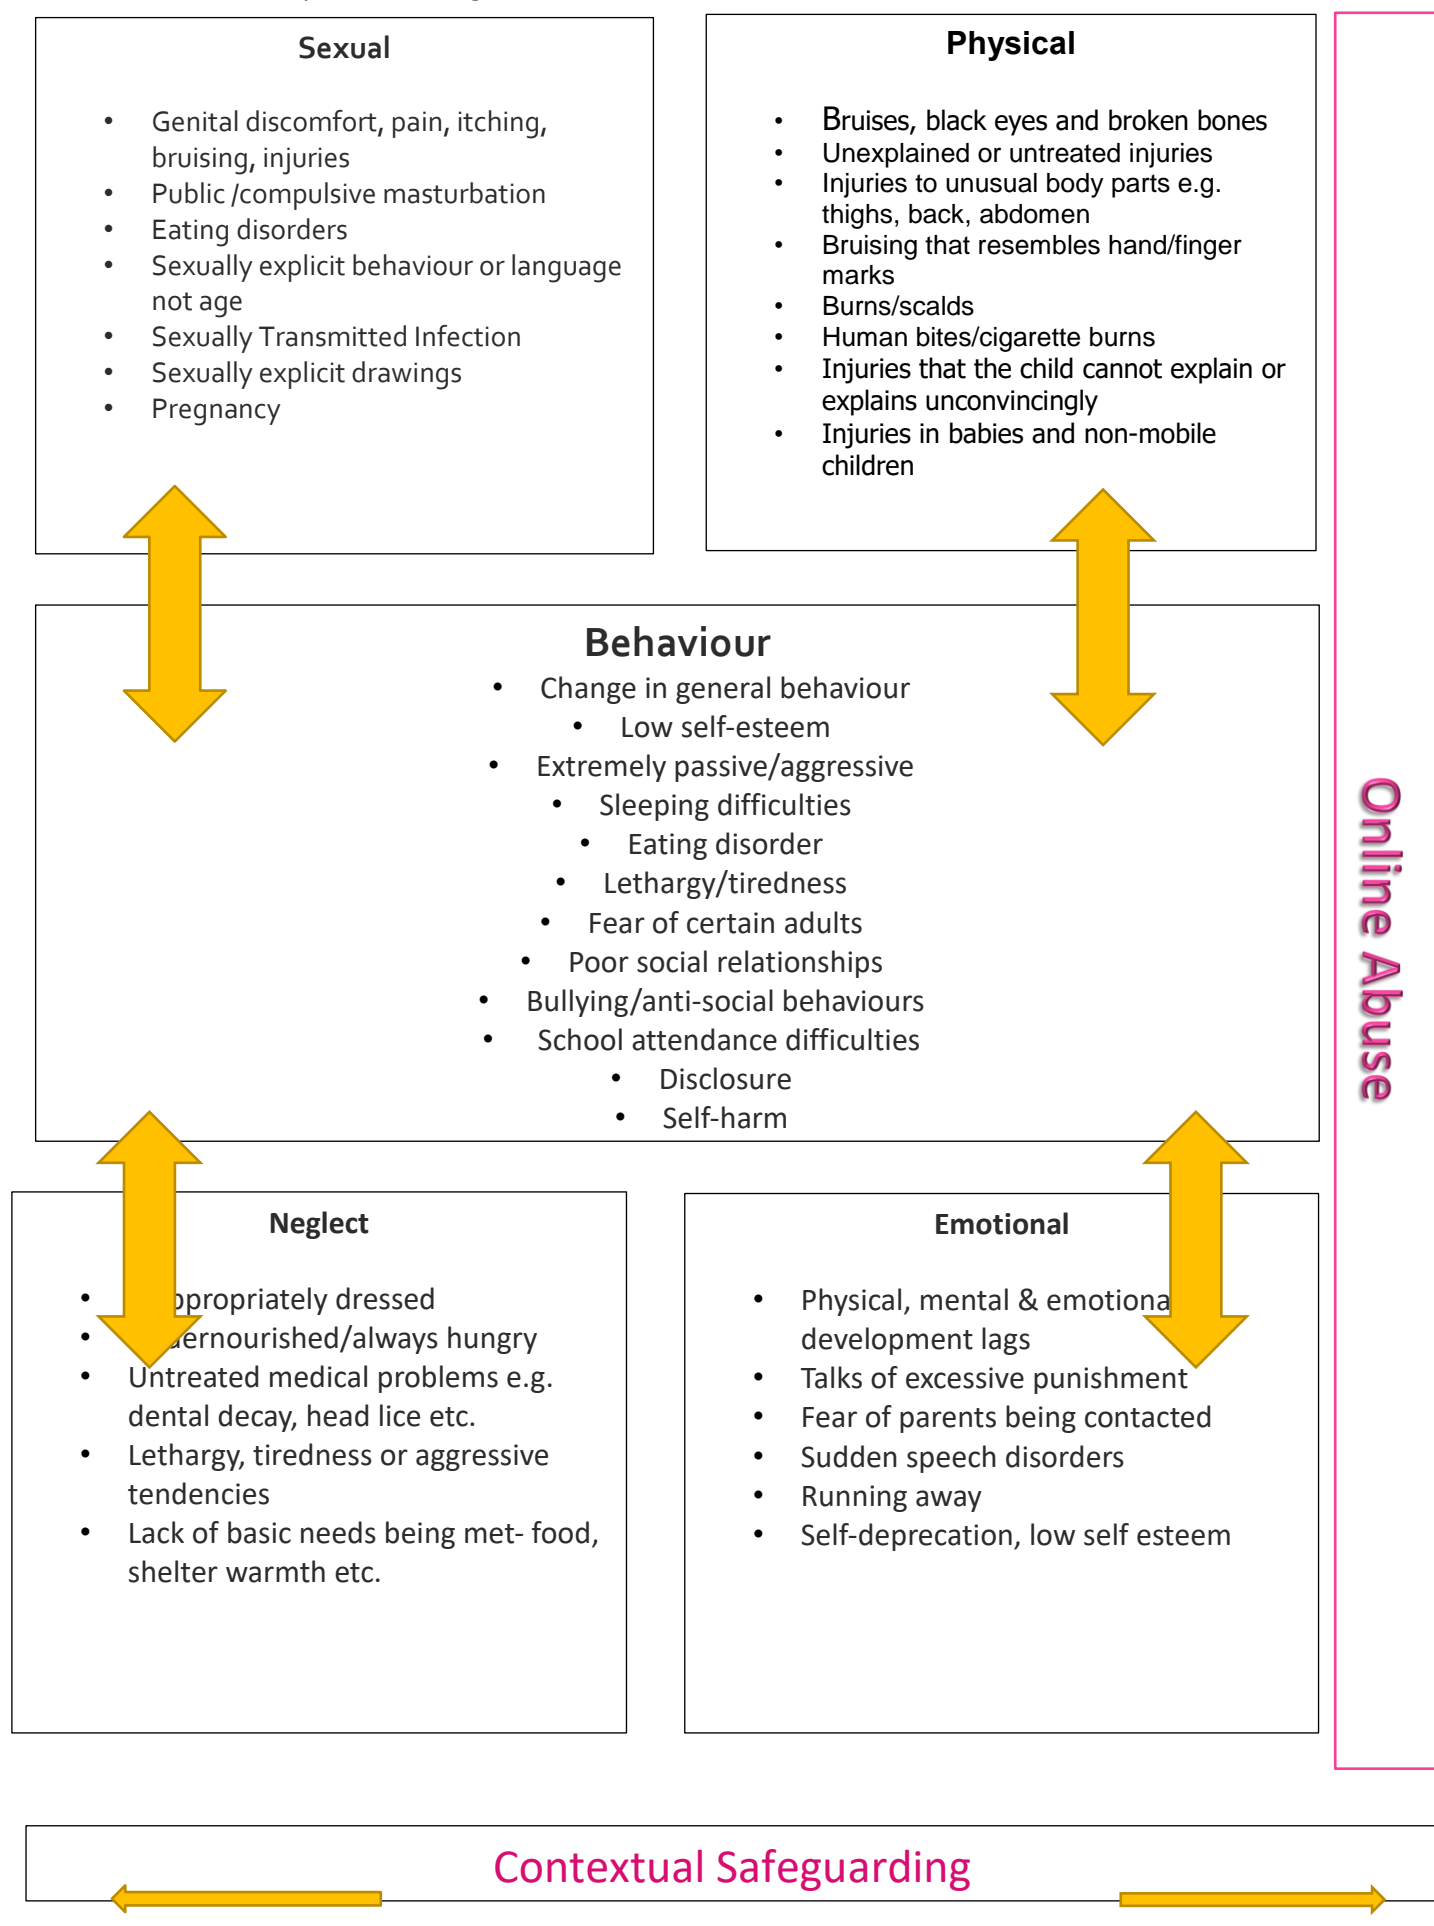 Sexual
• Genital discomfort, pain, itching,
bruising, injuries
• Public /compulsive masturbation
• Eating disorders
• Sexually explicit behaviour or language
not age
• Sexually Transmitted Infection
• Sexually explicit drawings
• Pregnancy
Physical
• Bruises, black eyes and broken bones
• Unexplained or untreated injuries
• Injuries to unusual body parts e.g.
thighs, back, abdomen
• Bruising that resembles hand/finger
marks
• Burns/scalds
• Human bites/cigarette burns
• Injuries that the child cannot explain or
explains unconvincingly
• Injuries in babies and non-mobile
children
Behaviour
• Change in general behaviour
• Low self-esteem
• Extremely passive/aggressive
• Sleeping difficulties
• Eating disorder
• Lethargy/tiredness
• Fear of certain adults
• Poor social relationships
• Bullying/anti-social behaviours
• School attendance difficulties
• Disclosure
• Self-harm
Neglect
• dressed
• hungry
• Untreated medical problems e.g.
dental decay, head lice etc.
• Lethargy, tiredness or aggressive
tendencies
• Lack of basic needs being met- food,
shelter warmth etc.
Emotional
• Physical, mental &
development lags
• Talks of excessive punishment
• Fear of parents being contacted
• Sudden speech disorders
• Running away
• Self-deprecation, low self esteem
Online Abuse
Contextual Safeguarding